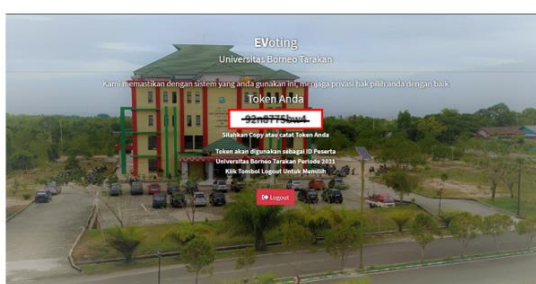 EVoting
Universitas Borneo Tarakan
Kami memastikan dengan sistem yang anda gunakan ini, menjaga privasi hak pilih anda dengan baik
Token Anda
Silahkan Copy atau catat Token Anda
Token akan digunakan sebagai ID Peserta
Universitas Borneo Tarakan Periode 2021
Klik Tombol Logout Untuk Memilih
Logout